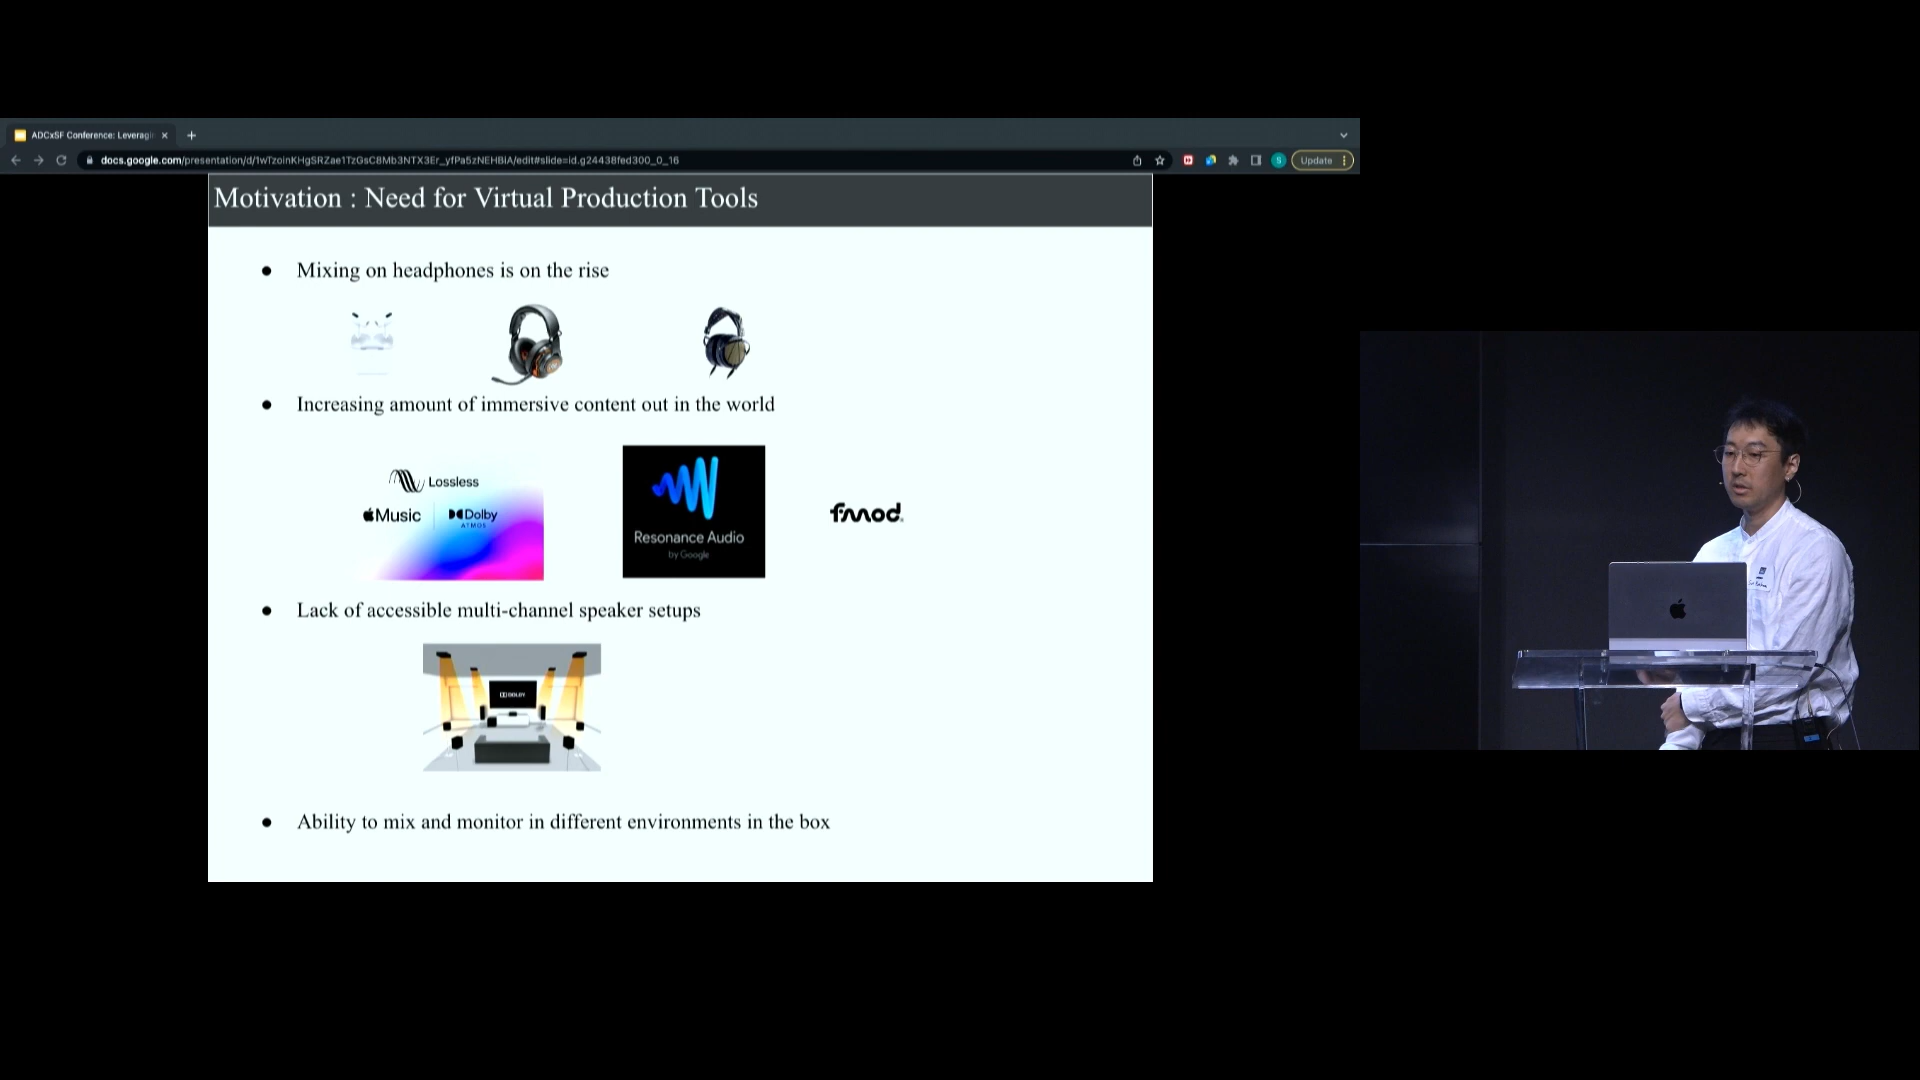 ADCxSF Conference: Leveragin
docs.google.com/presentation/d/1wTzoinKHgSRZae1TzGsC8Mb3NTX3Er_yfPa5zNEHBiA/edit#slide=id.g24438fed300_0_16
S
Update
Motivation : Need for Virtual Production Tools
● Mixing on headphones is on the rise
● Increasing amount of immersive content out in the world
Lossless
Music
Dolby
ATMOS
Resonance Audio
by Google
fmod
● Lack of accessible multi-channel speaker setups
DOLBY
● Ability to mix and monitor in different environments in the box